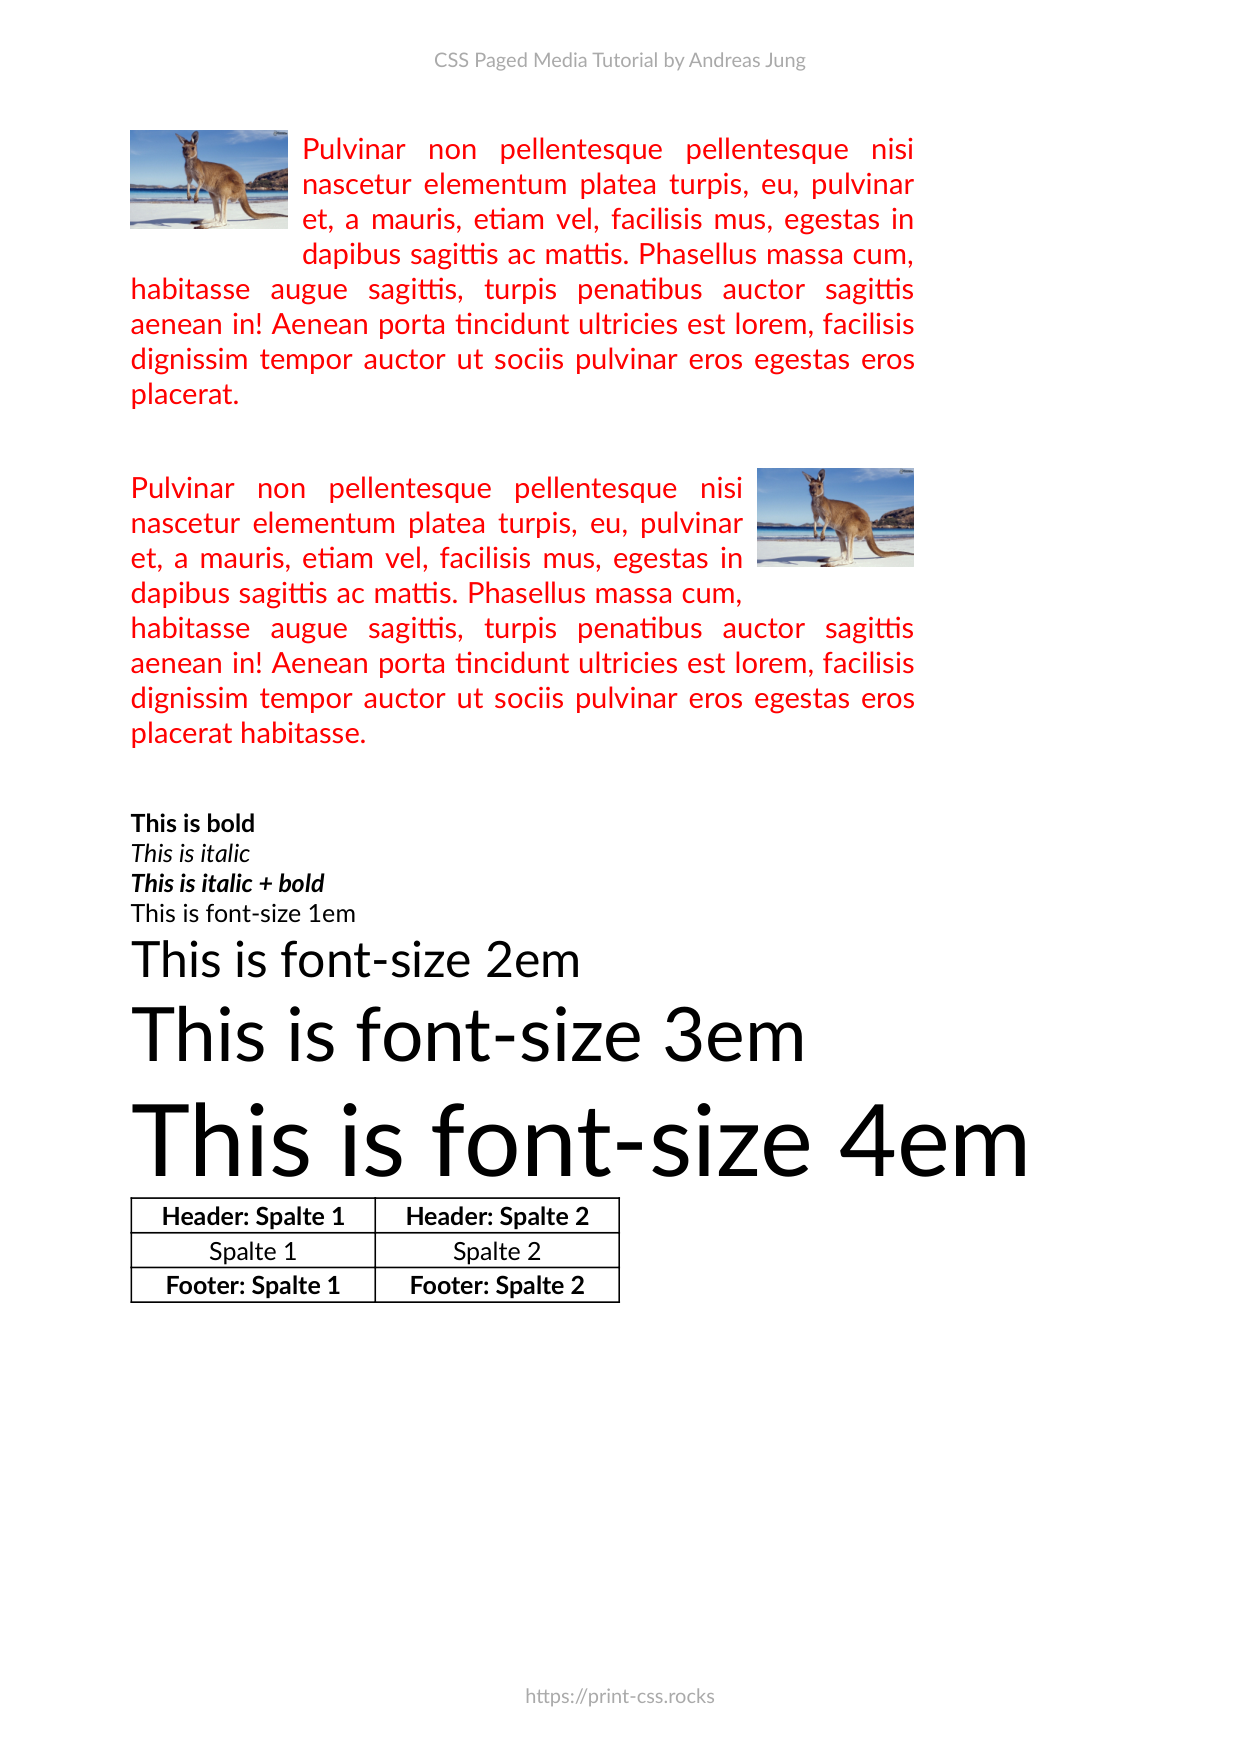 CSS Paged Media Tutorial by Andreas Jung
Pulvinar non pellentesque pellentesque nisi
nascetur elementum platea turpis, eu, pulvinar
et, a mauris, etiam vel, facilisis mus, egestas in
dapibus sagittis ac mattis. Phasellus massa cum,
habitasse augue sagittis, turpis penatibus auctor sagittis
aenean in! Aenean porta tincidunt ultricies est lorem, facilisis
dignissim tempor auctor ut sociis pulvinar eros egestas eros
placerat.
Pulvinar non pellentesque pellentesque nisi
nascetur elementum platea turpis, eu, pulvinar
et, a mauris, etiam vel, facilisis mus, egestas in
dapibus sagittis ac mattis. Phasellus massa cum,
habitasse augue sagittis, turpis penatibus auctor sagittis
aenean in! Aenean porta tincidunt ultricies est lorem, facilisis
dignissim tempor auctor ut sociis pulvinar eros egestas eros
placerat habitasse.
This is bold
This is italic
This is italic + bold
This is font-size 1em
This is font-size 2em
This is font-size 3em
This is font-size 4em
Header: Spalte 1 Header: Spalte 2
Spalte 1 Spalte 2
Footer: Spalte 1 Footer: Spalte 2
https://print-css.rocks